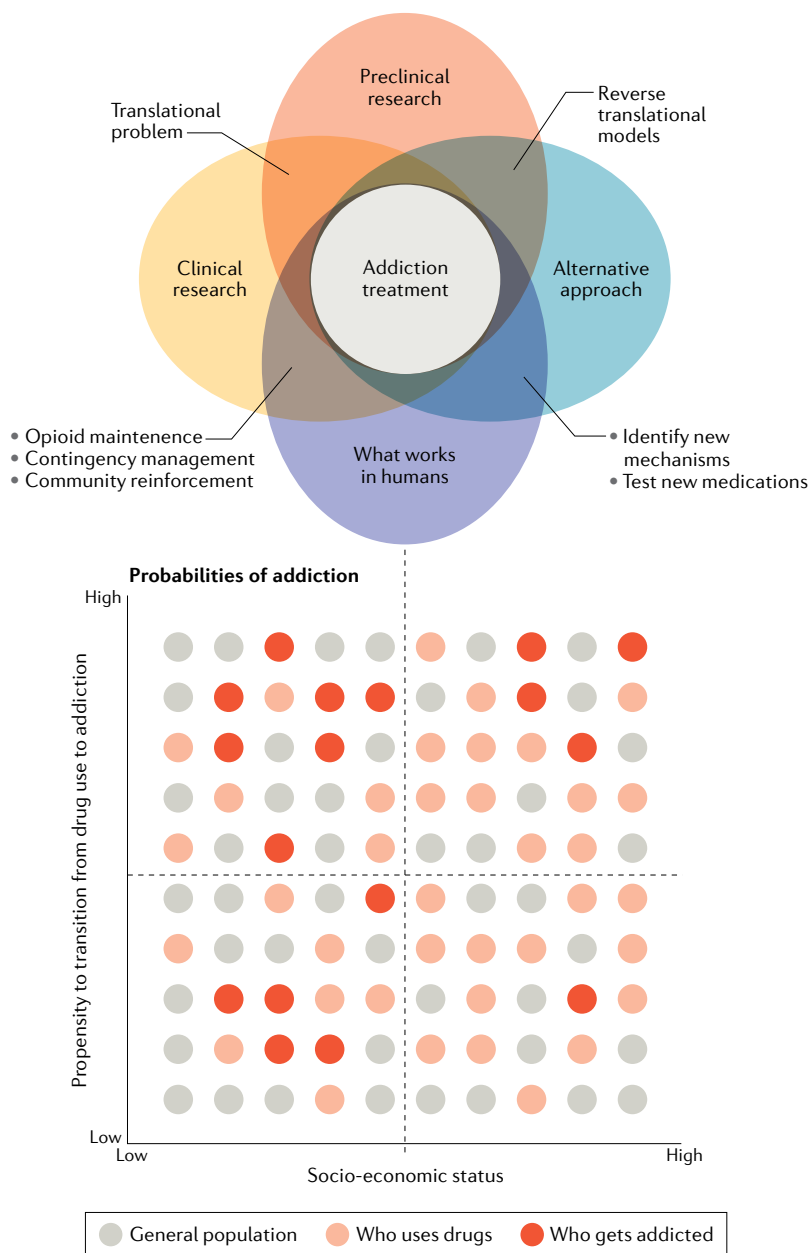 Preclinical
research
Translational
problem
Reverse
translational
models
Clinical
research
Addiction
treatment
Alternative
approach
• Opioid maintenence
• Contingency management
• Community reinforcement
What works
in humans
• Identify new
mechanisms
• Test new medications
Probabilities of addiction
High
Propensity to transition from drug use to addiction
Low
Low
High
Socio-economic status
General population
Who uses drugs
Who gets addicted